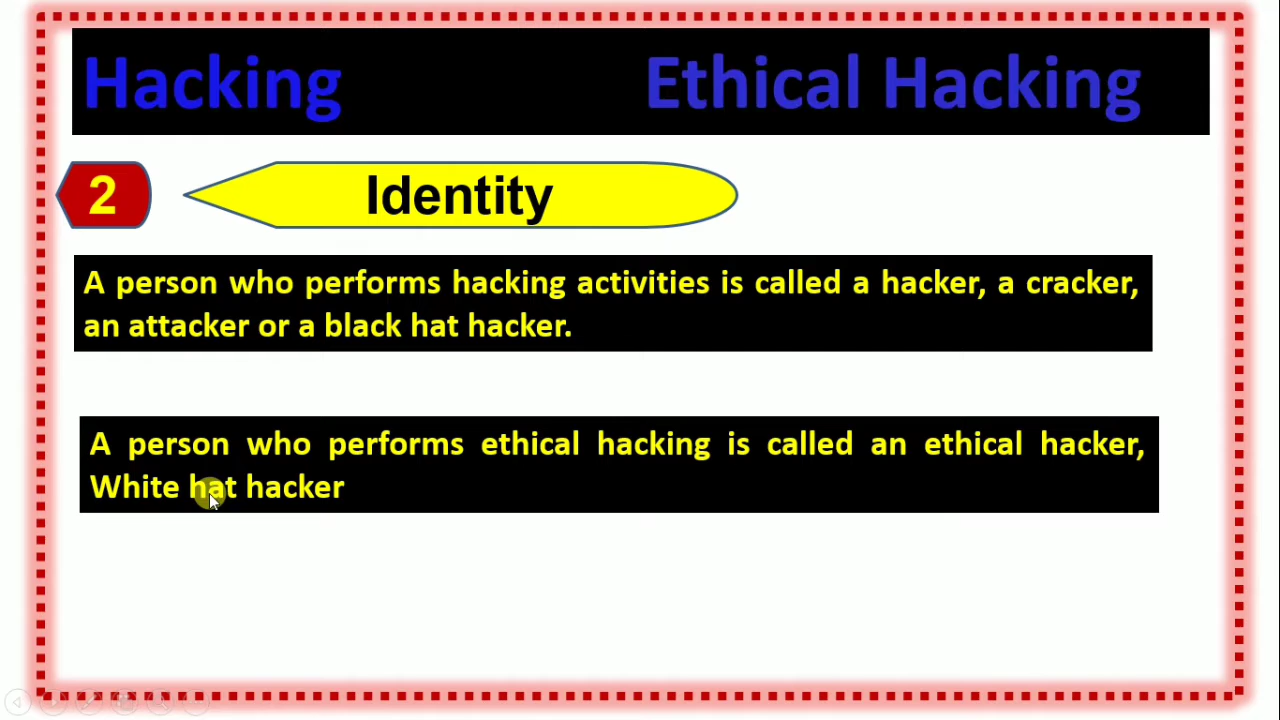 Hacking Ethical Hacking
2 Identity
A person who performs hacking activities is called a hacker, a cracker,
an attacker or a black hat hacker.
A person who performs ethical hacking is called an ethical hacker,
White hat hacker